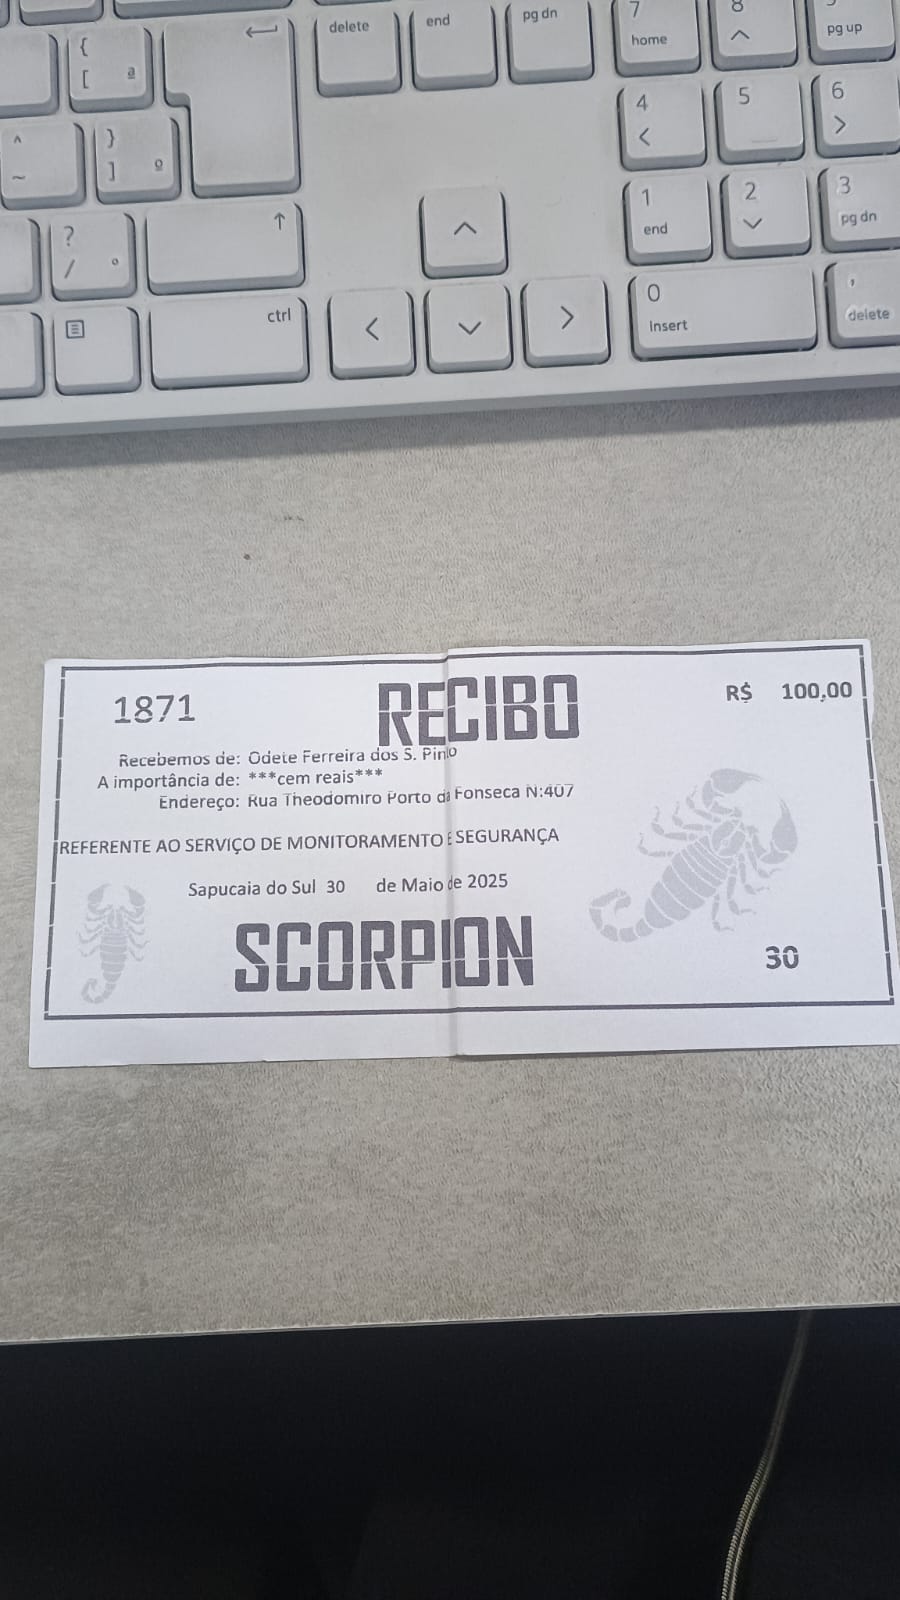 {
[ ª
delete
end
pg dn
7
home
8
pg up
^
~
}
] º
4
<
5
6
>
?
/ °
1
end
2
3
pg dn
ctrl
0
Insert
,
delete
1871
RECIBO
R$ 100,00
Recebemos de: Odete Ferreira dos S. Pinto
A importância de: ***cem reais***
Endereço: Rua Theodomiro Porto da Fonseca N:407
REFERENTE AO SERVIÇO DE MONITORAMENTO E SEGURANÇA
Sapucaia do Sul 30 de Maio de 2025
SCORPION
30